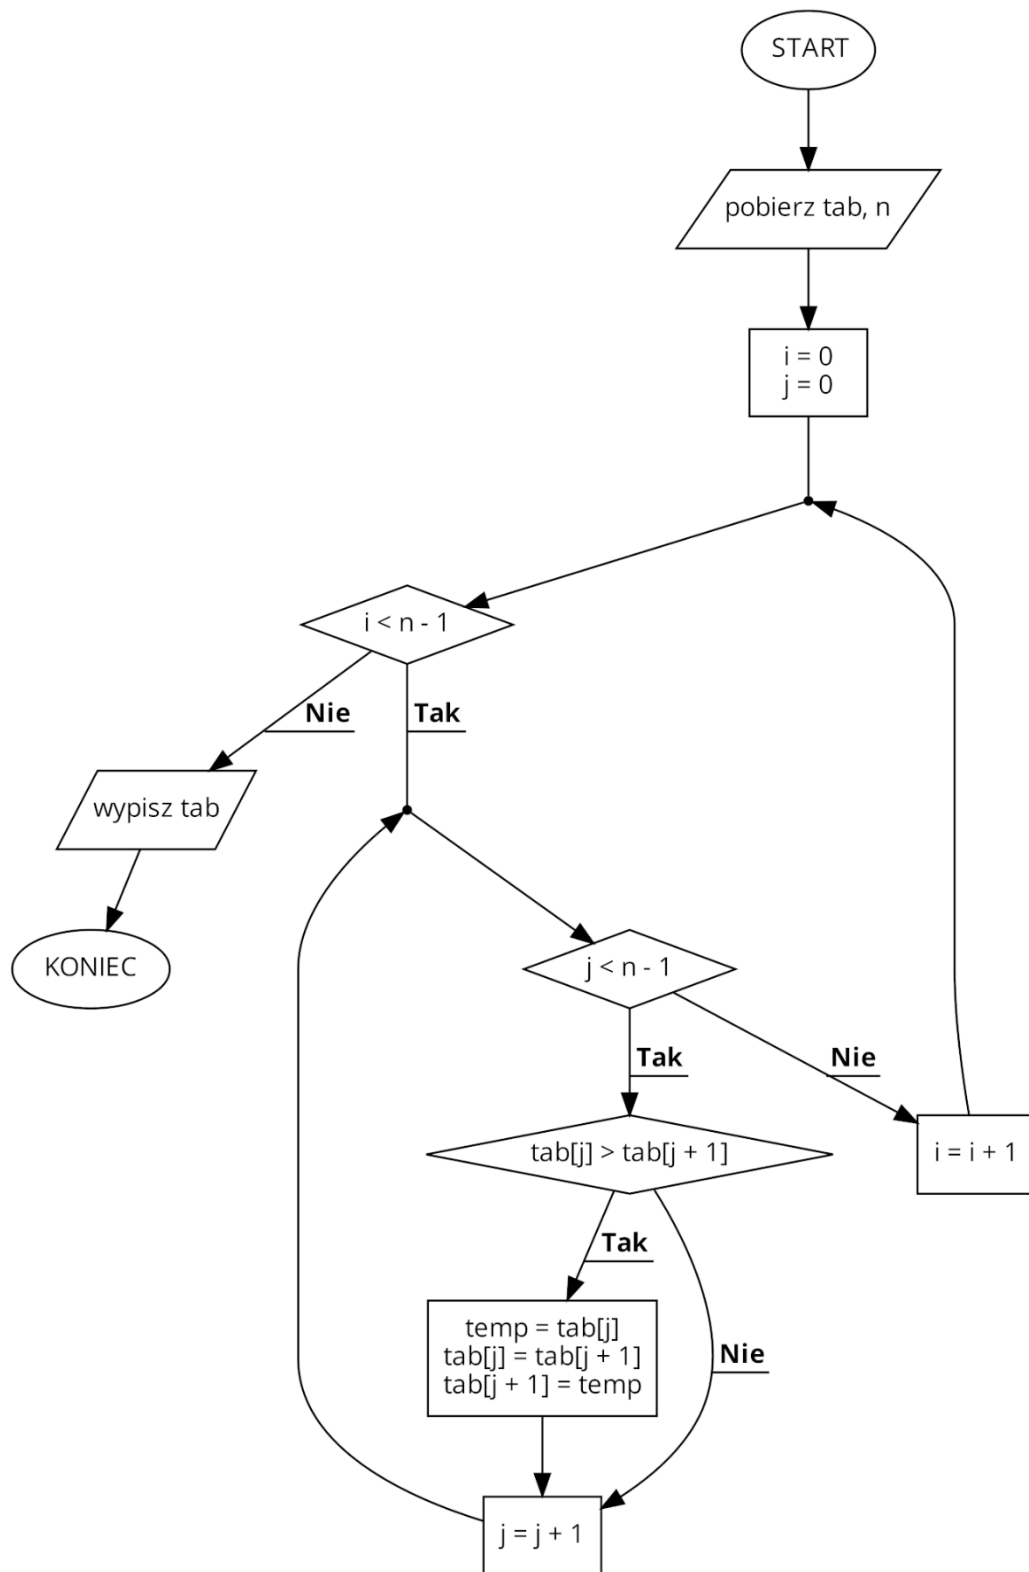 START
pobierz tab, n
i = 0
j = 0
i < n - 1
Nie
Tak
wypisz tab
KONIEC
j < n - 1
Tak
Nie
tab[j] > tab[j + 1]
i = i + 1
Tak
temp = tab[j]
tab[j] = tab[j + 1]
tab[j + 1] = temp
Nie
j = j + 1